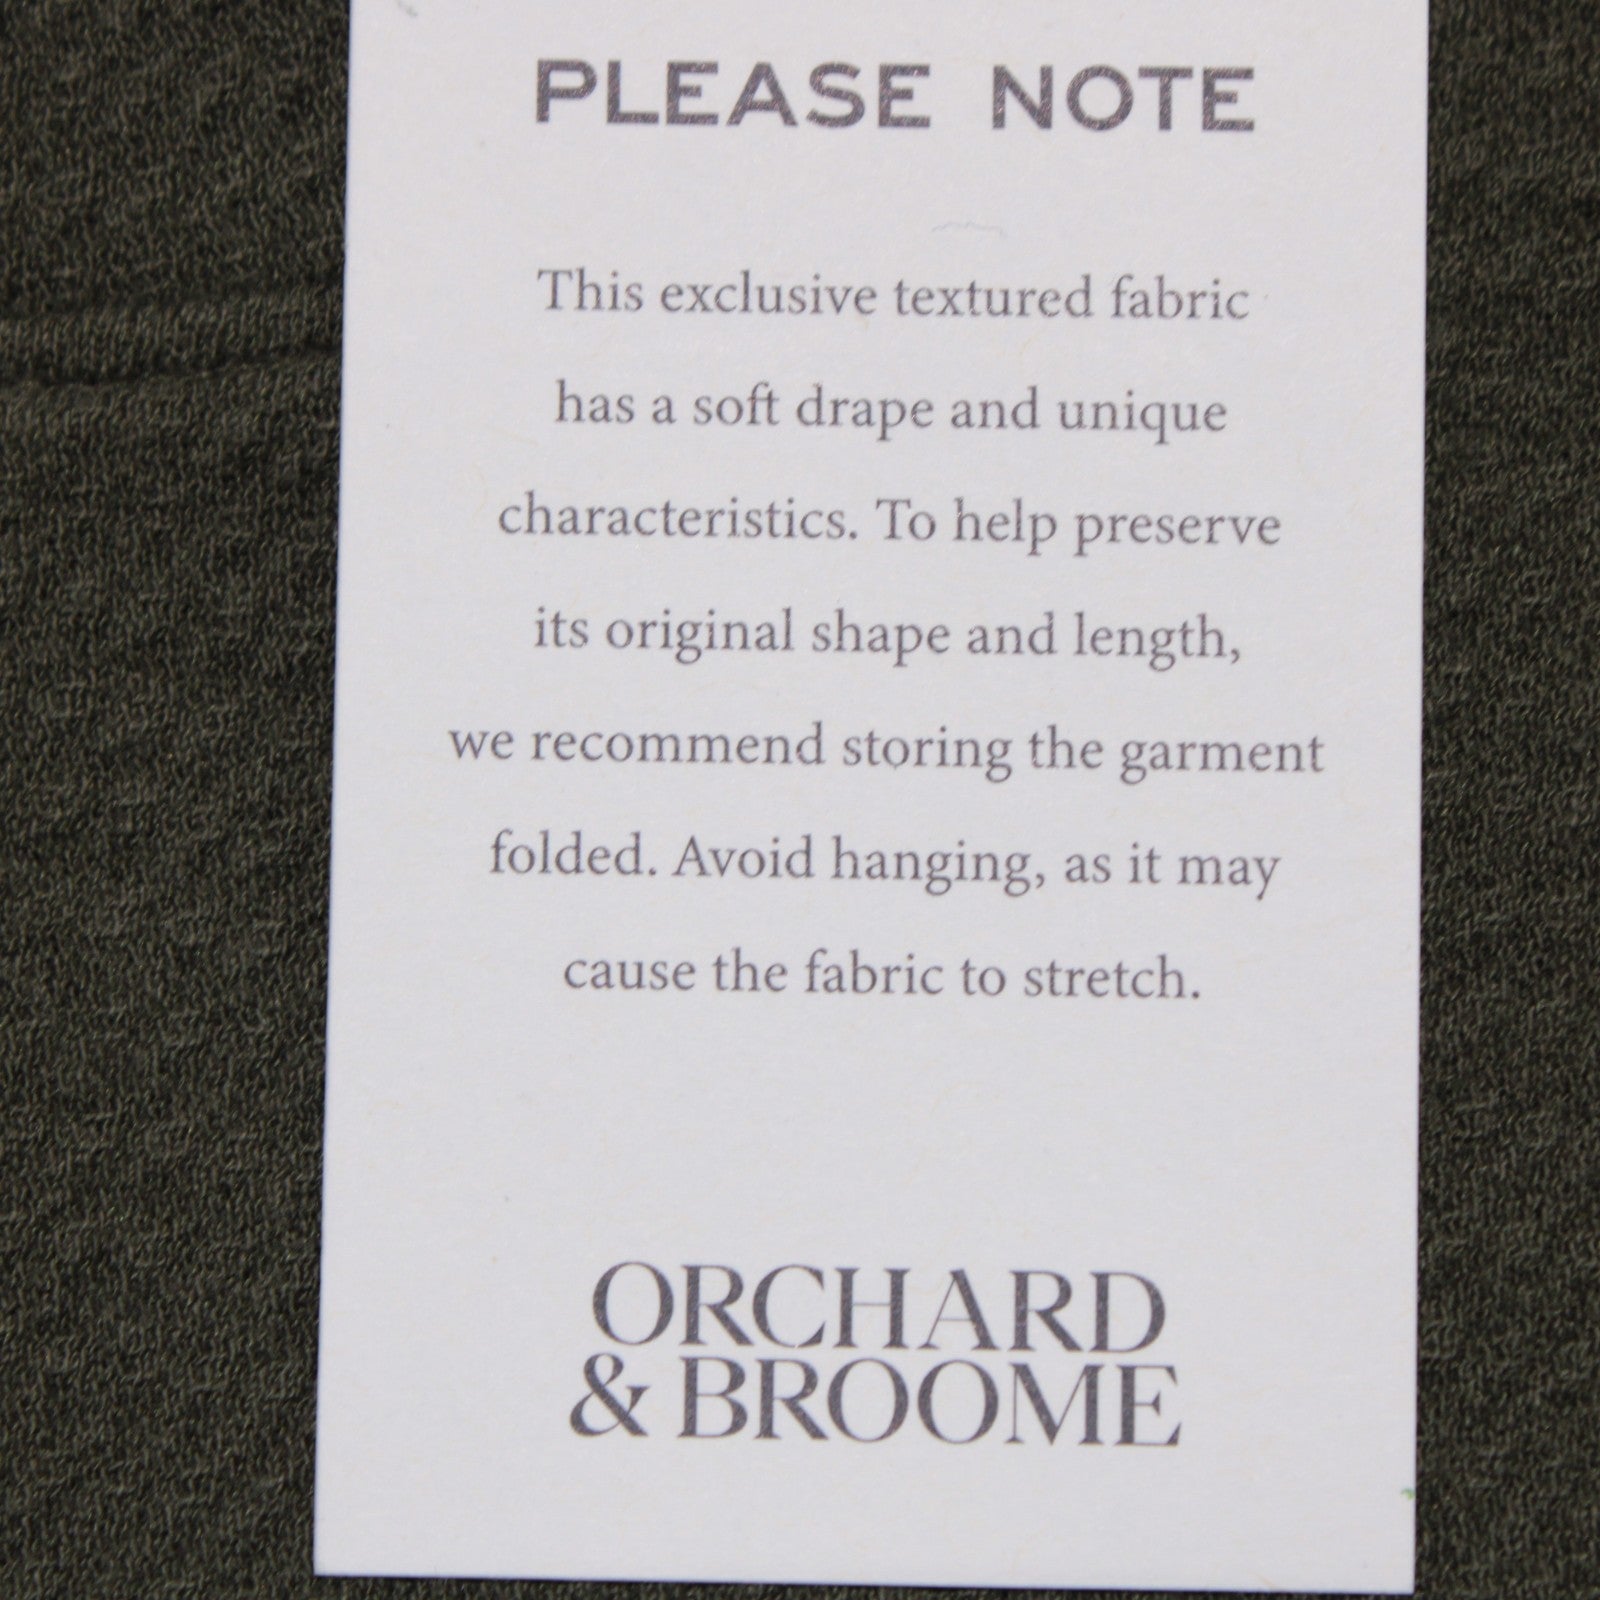 PLEASE NOTE
This exclusive textured fabric
has a soft drape and unique
characteristics. To help preserve
its original shape and length,
we recommend storing the garment
folded. Avoid hanging, as it may
cause the fabric to stretch.
ORCHARD
& BROOME